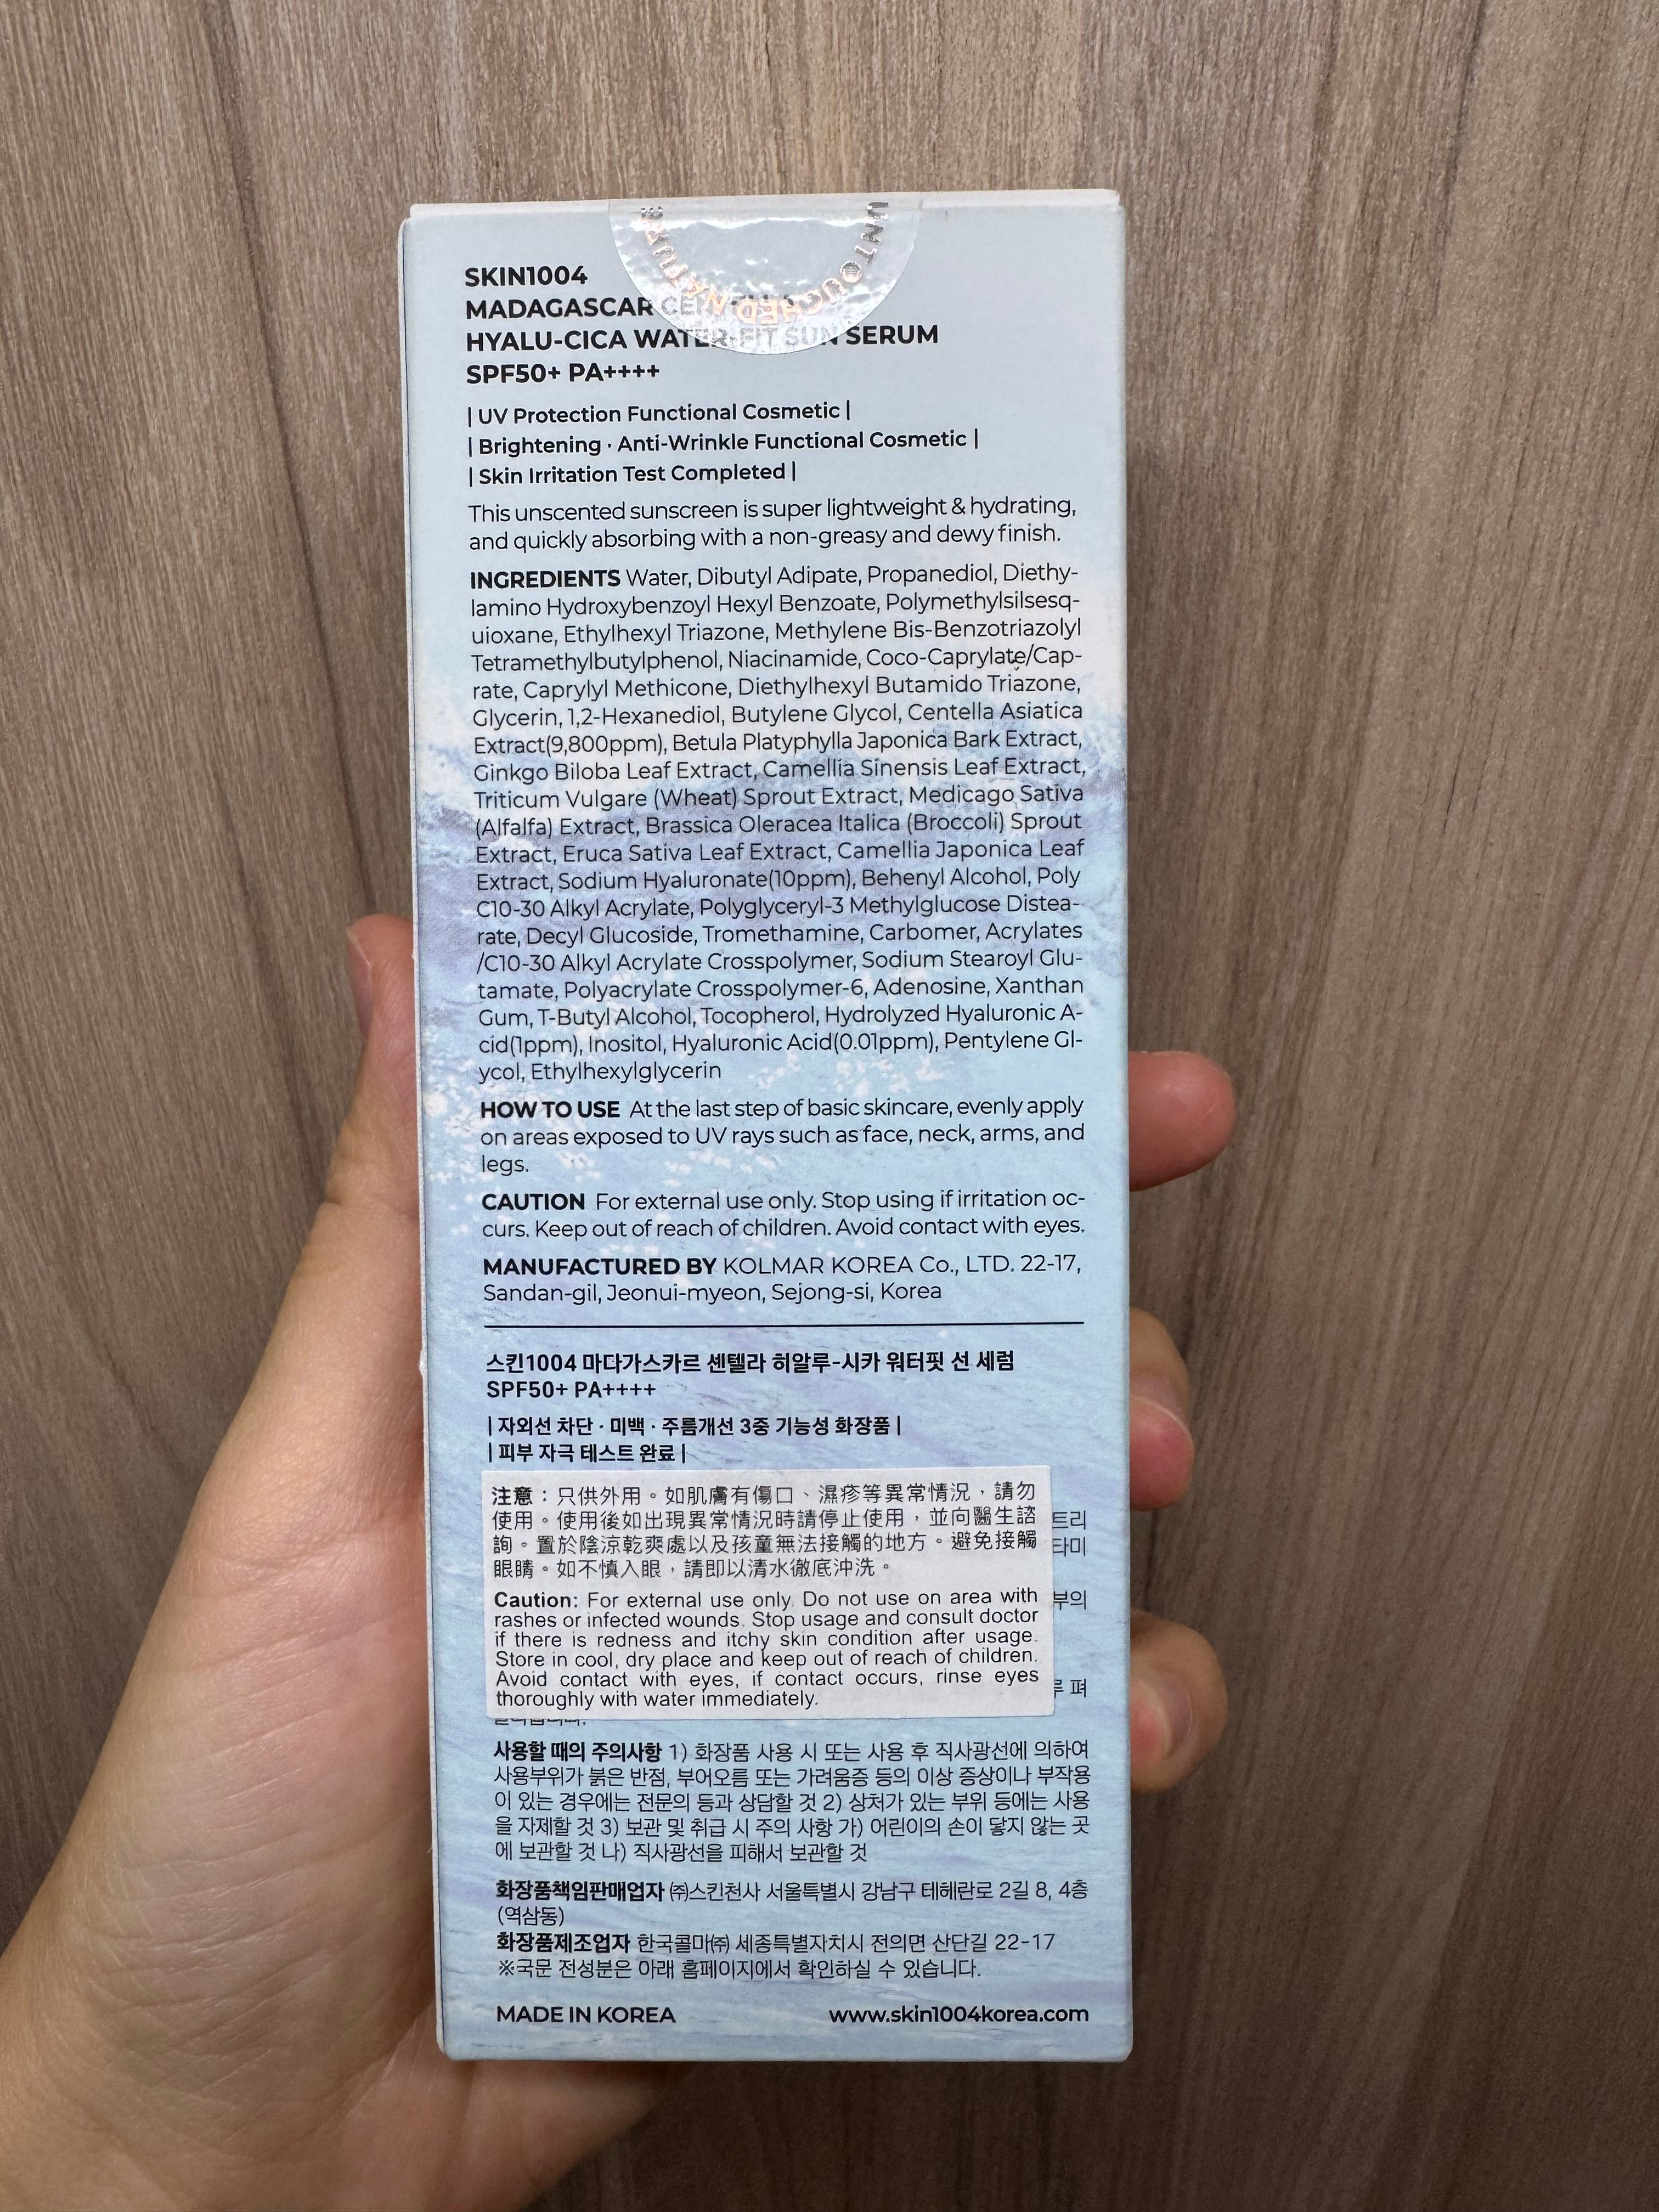 SKIN1004
MADAGASCAR CENTELLA
HYALU-CICA WATER-FIT SUN SERUM
SPF50+ PA++++
| UV Protection Functional Cosmetic |
| Brightening · Anti-Wrinkle Functional Cosmetic |
| Skin Irritation Test Completed |
This unscented sunscreen is super lightweight & hydrating,
and quickly absorbing with a non-greasy and dewy finish.
INGREDIENTS Water, Dibutyl Adipate, Propanediol, Diethy-
lamino Hydroxybenzoyl Hexyl Benzoate, Polymethylsilsesq-
uioxane, Ethylhexyl Triazone, Methylene Bis-Benzotriazolyl
Tetramethylbutylphenol, Niacinamide, Coco-Caprylate/Cap-
rate, Caprylyl Methicone, Diethylhexyl Butamido Triazone,
Glycerin, 1,2-Hexanediol, Butylene Glycol, Centella Asiatica
Extract(9,800ppm), Betula Platyphylla Japonica Bark Extract,
Ginkgo Biloba Leaf Extract, Camellia Sinensis Leaf Extract,
Triticum Vulgare (Wheat) Sprout Extract, Medicago Sativa
(Alfalfa) Extract, Brassica Oleracea Italica (Broccoli) Sprout
Extract, Eruca Sativa Leaf Extract, Camellia Japonica Leaf
Extract, Sodium Hyaluronate(10ppm), Behenyl Alcohol, Poly
C10-30 Alkyl Acrylate, Polyglyceryl-3 Methylglucose Distea-
rate, Decyl Glucoside, Tromethamine, Carbomer, Acrylates
/C10-30 Alkyl Acrylate Crosspolymer, Sodium Stearoyl Glu-
tamate, Polyacrylate Crosspolymer-6, Adenosine, Xanthan
Gum, T-Butyl Alcohol, Tocopherol, Hydrolyzed Hyaluronic A-
cid(1ppm), Inositol, Hyaluronic Acid(0.01ppm), Pentylene Gl-
ycol, Ethylhexylglycerin
HOW TO USE At the last step of basic skincare, evenly apply
on areas exposed to UV rays such as face, neck, arms, and
legs.
CAUTION For external use only. Stop using if irritation oc-
curs. Keep out of reach of children. Avoid contact with eyes.
MANUFACTURED BY KOLMAR KOREA Co., LTD. 22-17,
Sandan-gil, Jeonui-myeon, Sejong-si, Korea
스킨1004 마다가스카르 센텔라 히알루-시카 워터핏 선 세럼
SPF50+ PA++++
| 자외선 차단 · 미백 · 주름개선 3중 기능성 화장품 |
| 피부 자극 테스트 완료 |
注意：只供外用。如肌膚有傷口、濕疹等異常情況，請勿
使用。使用後如出現異常情況時請停止使用，並向醫生諮
詢。置於陰涼乾爽處以及孩童無法接觸的地方。避免接觸
眼睛。如不慎入眼，請即以清水徹底沖洗。
Caution: For external use only. Do not use on area with
rashes or infected wounds. Stop usage and consult doctor
if there is redness and itchy skin condition after usage.
Store in cool, dry place and keep out of reach of children.
Avoid contact with eyes, if contact occurs, rinse eyes
thoroughly with water immediately.
사용할 때의 주의사항 1) 화장품 사용 시 또는 사용 후 직사광선에 의하여
사용부위가 붉은 반점, 부어오름 또는 가려움증 등의 이상 증상이나 부작용
이 있는 경우에는 전문의 등과 상담할 것 2) 상처가 있는 부위 등에는 사용
을 자제할 것 3) 보관 및 취급 시 주의 사항 가) 어린이의 손이 닿지 않는 곳
에 보관할 것 나) 직사광선을 피해서 보관할 것
화장품책임판매업자 ㈜스킨천사 서울특별시 강남구 테헤란로 2길 8, 4층
(역삼동)
화장품제조업자 한국콜마㈜ 세종특별자치시 전의면 산단길 22-17
※국문 전성분은 아래 홈페이지에서 확인하실 수 있습니다.
MADE IN KOREA www.skin1004korea.com